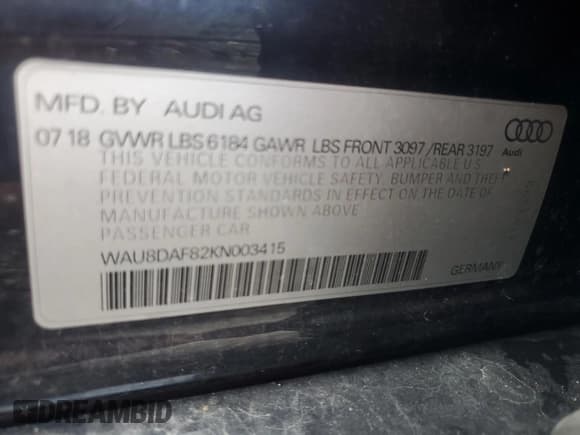 MFD. BY AUDI AG
07 18 GVWR LBS 6184 GAWR LBS FRONT 3097 / REAR 3197
Audi
THIS VEHICLE CONFORMS TO ALL APPLICABLE U.S.
FEDERAL MOTOR VEHICLE SAFETY, BUMPER AND THEFT
PREVENTION STANDARDS IN EFFECT ON THE DATE OF
MANUFACTURE SHOWN ABOVE
PASSENGER CAR
WAU8DAF82KN003415
GERMANY
DREAMBID